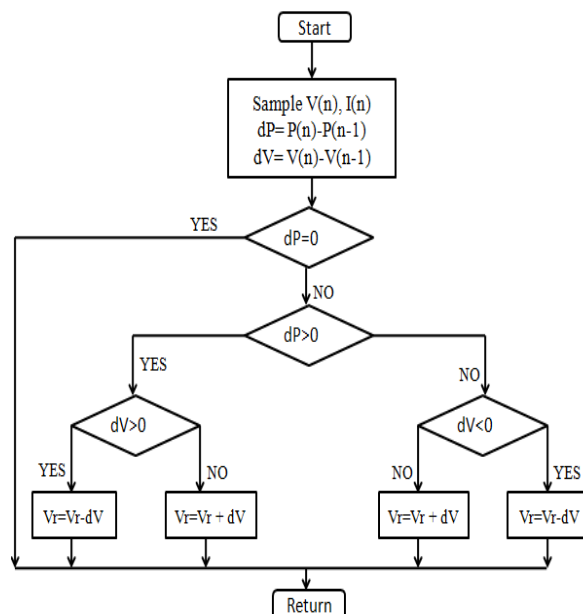 Start
Sample V(n), I(n)
dP= P(n)-P(n-1)
dV= V(n)-V(n-1)
YES
dP=0
NO
dP>0
YES
NO
dV>0
dV<0
YES
NO
NO
YES
Vr=Vr-dV
Vr=Vr + dV
Vr=Vr + dV
Vr=Vr-dV
Return